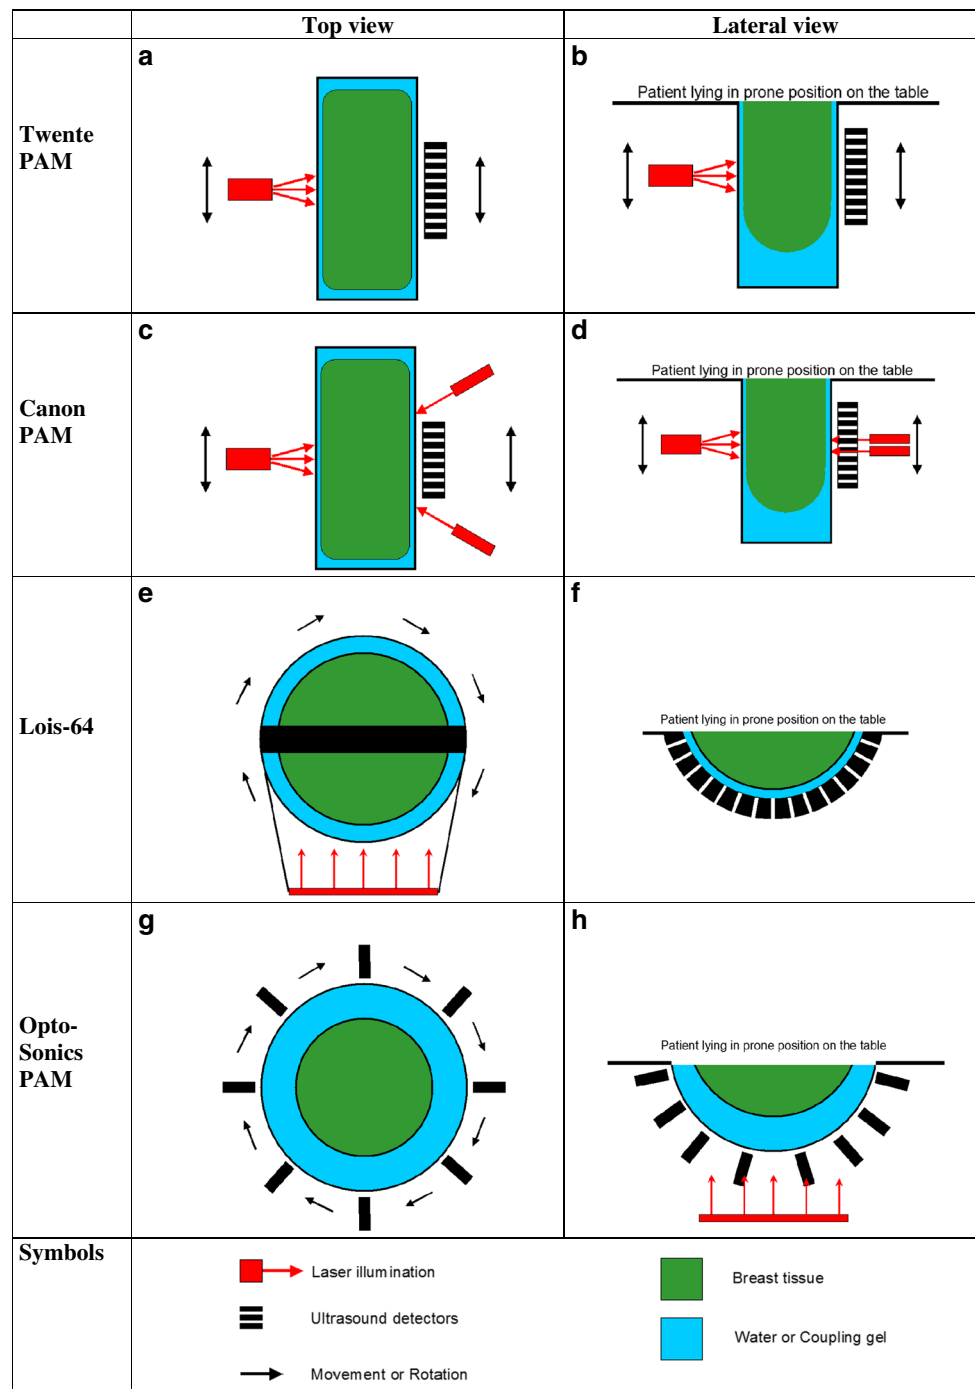 Top view
Lateral view
Twente
PAM
a
b
Patient lying in prone position on the table
Canon
PAM
c
d
Patient lying in prone position on the table
Lois-64
e
f
Patient lying in prone position on the table
Opto-
Sonics
PAM
g
h
Patient lying in prone position on the table
Symbols
Laser illumination
Ultrasound detectors
Movement or Rotation
Breast tissue
Water or Coupling gel